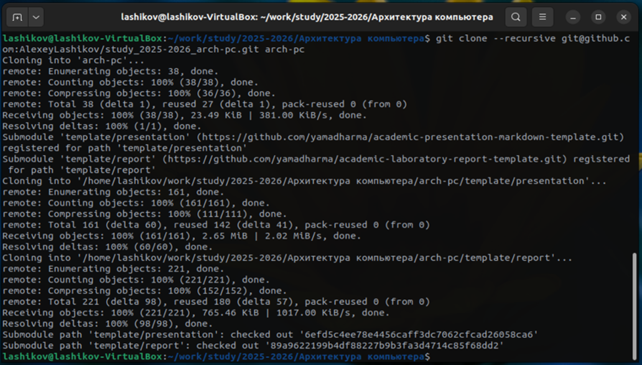 lashikov@lashikov-VirtualBox: ~/work/study/2025-2026/Архитектура компьютера
lashikov@lashikov-VirtualBox:~/work/study/2025-2026/Архитектура компьютера$ git clone --recursive git@github.c
om:AlexeyLashikov/study_2025-2026_arch-pc.git arch-pc
Cloning into 'arch-pc'...
remote: Enumerating objects: 38, done.
remote: Counting objects: 100% (38/38), done.
remote: Compressing objects: 100% (36/36), done.
remote: Total 38 (delta 1), reused 27 (delta 1), pack-reused 0 (from 0)
Receiving objects: 100% (38/38), 23.49 KiB | 381.00 KiB/s, done.
Resolving deltas: 100% (1/1), done.
Submodule 'template/presentation' (https://github.com/yamadharma/academic-presentation-markdown-template.git)
registered for path 'template/presentation'
Submodule 'template/report' (https://github.com/yamadharma/academic-laboratory-report-template.git) registered
for path 'template/report'
Cloning into '/home/lashikov/work/study/2025-2026/Архитектура компьютера/arch-pc/template/presentation'...
remote: Enumerating objects: 161, done.
remote: Counting objects: 100% (161/161), done.
remote: Compressing objects: 100% (111/111), done.
remote: Total 161 (delta 60), reused 142 (delta 41), pack-reused 0 (from 0)
Receiving objects: 100% (161/161), 2.65 MiB | 2.02 MiB/s, done.
Resolving deltas: 100% (60/60), done.
Cloning into '/home/lashikov/work/study/2025-2026/Архитектура компьютера/arch-pc/template/report'...
remote: Enumerating objects: 221, done.
remote: Counting objects: 100% (221/221), done.
remote: Compressing objects: 100% (152/152), done.
remote: Total 221 (delta 98), reused 180 (delta 57), pack-reused 0 (from 0)
Receiving objects: 100% (221/221), 765.46 KiB | 1017.00 KiB/s, done.
Resolving deltas: 100% (98/98), done.
Submodule path 'template/presentation': checked out '6efd5c4ee78e4456caff3dc7062cfcad26058ca6'
Submodule path 'template/report': checked out '89a9622199b4df88227b9b3fa3d4714c85f68dd2'
lashikov@lashikov-VirtualBox:~/work/study/2025-2026/Архитектура компьютера$